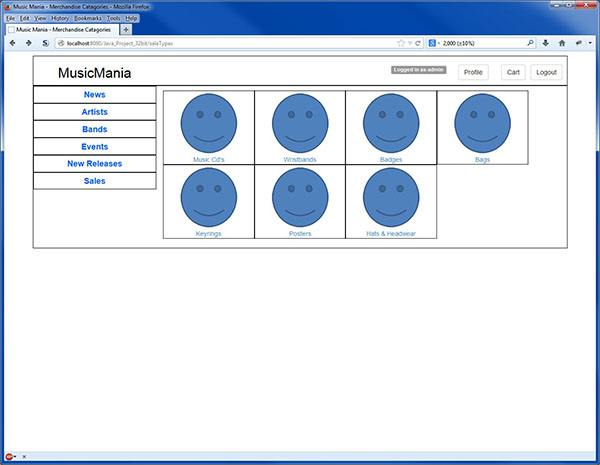 Music Mania - Merchandise Catagories - Mozilla Firefox
File Edit View History Bookmarks Tools Help
Music Mania - Merchandise Catagories
localhost:8080/Java_Project_32bit/saleTypes
2,000 (±10%)
MusicMania
Logged in as admin
Profile
Cart
Logout
News
Artists
Bands
Events
New Releases
Sales
Music Cd's
Wristbands
Badges
Bags
Keyrings
Posters
Hats & Headwear